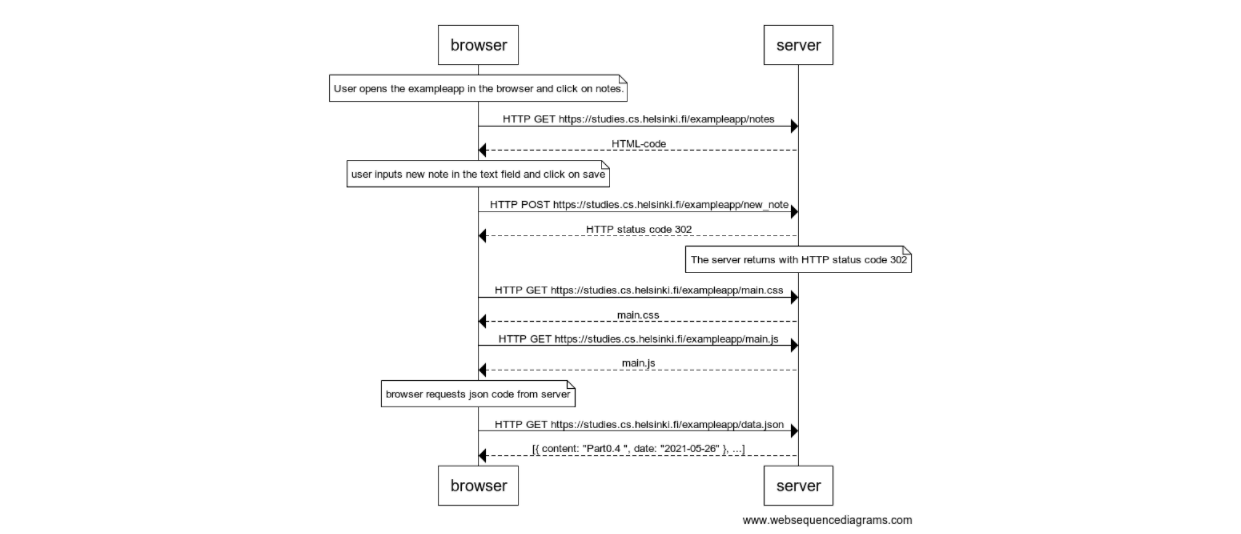 browser server
User opens the exampleapp in the browser and click on notes.
HTTP GET https://studies.cs.helsinki.fi/exampleapp/notes
HTML-code
user inputs new note in the text field and click on save
HTTP POST https://studies.cs.helsinki.fi/exampleapp/new_note
HTTP status code 302
The server returns with HTTP status code 302
HTTP GET https://studies.cs.helsinki.fi/exampleapp/main.css
main.css
HTTP GET https://studies.cs.helsinki.fi/exampleapp/main.js
main.js
browser requests json code from server
HTTP GET https://studies.cs.helsinki.fi/exampleapp/data.json
[{ content: "Part0.4 ", date: "2021-05-26" }, ...]
browser server
www.websequencediagrams.com